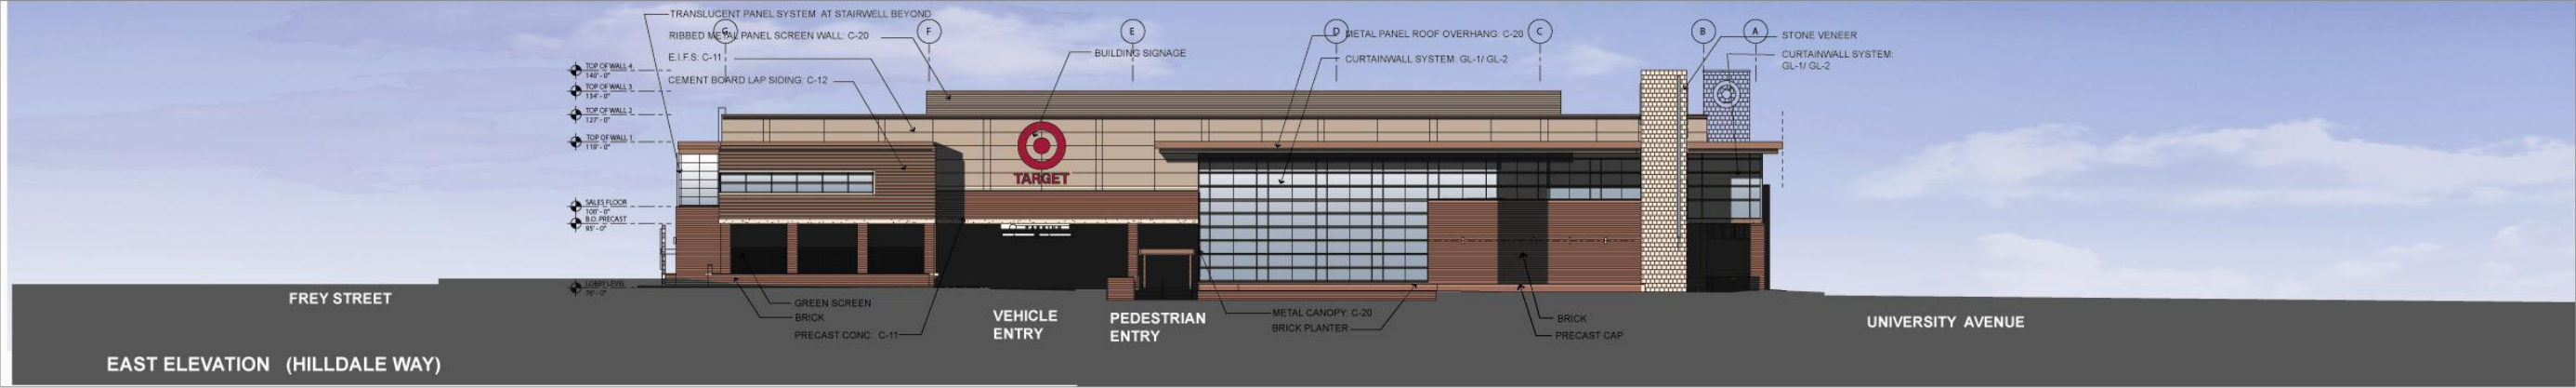 TRANSLUCENT PANEL SYSTEM AT STAIRWELL BEYOND
RIBBED METAL PANEL SCREEN WALL: C-20
E.I.F.S: C-11
CEMENT BOARD LAP SIDING: C-12
G
F
E
D
C
B
A
BUILDING SIGNAGE
METAL PANEL ROOF OVERHANG: C-20
CURTAINWALL SYSTEM: GL-1/ GL-2
STONE VENEER
CURTAINWALL SYSTEM:
GL-1/ GL-2
TOP OF WALL 4
140'-0"
TOP OF WALL 3
134'-0"
TOP OF WALL 2
127'-0"
TOP OF WALL 1
119'-0"
SALES FLOOR
100'-0"
B.O. PRECAST
95'-0"
LOBBY LEVEL
76'-0"
TARGET
GREEN SCREEN
BRICK
PRECAST CONC: C-11
METAL CANOPY: C-20
BRICK PLANTER
BRICK
PRECAST CAP
FREY STREET
VEHICLE
ENTRY
PEDESTRIAN
ENTRY
UNIVERSITY AVENUE
EAST ELEVATION (HILLDALE WAY)